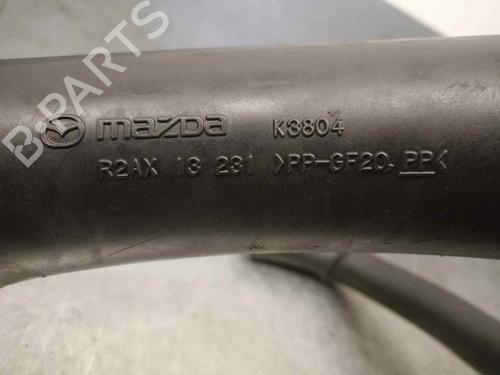 B-PARTS
mazda K3804
R2AX 13 231 >PP-GF20, PP<